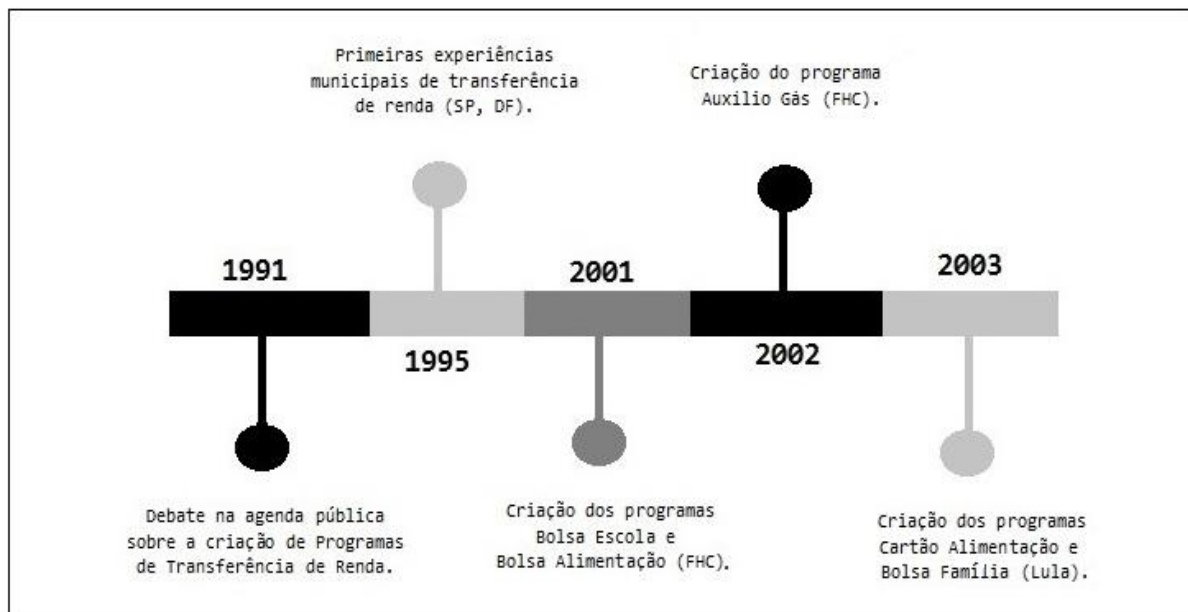 Primeiras experiências
municipais de transferência
de renda (SP, DF).
Criação do programa
Auxilio Gás (FHC).
1991
1995
2001
2002
2003
Debate na agenda pública
sobre a criação de Programas
de Transferência de Renda.
Criação dos programas
Bolsa Escola e
Bolsa Alimentação (FHC).
Criação dos programas
Cartão Alimentação e
Bolsa Família (Lula).